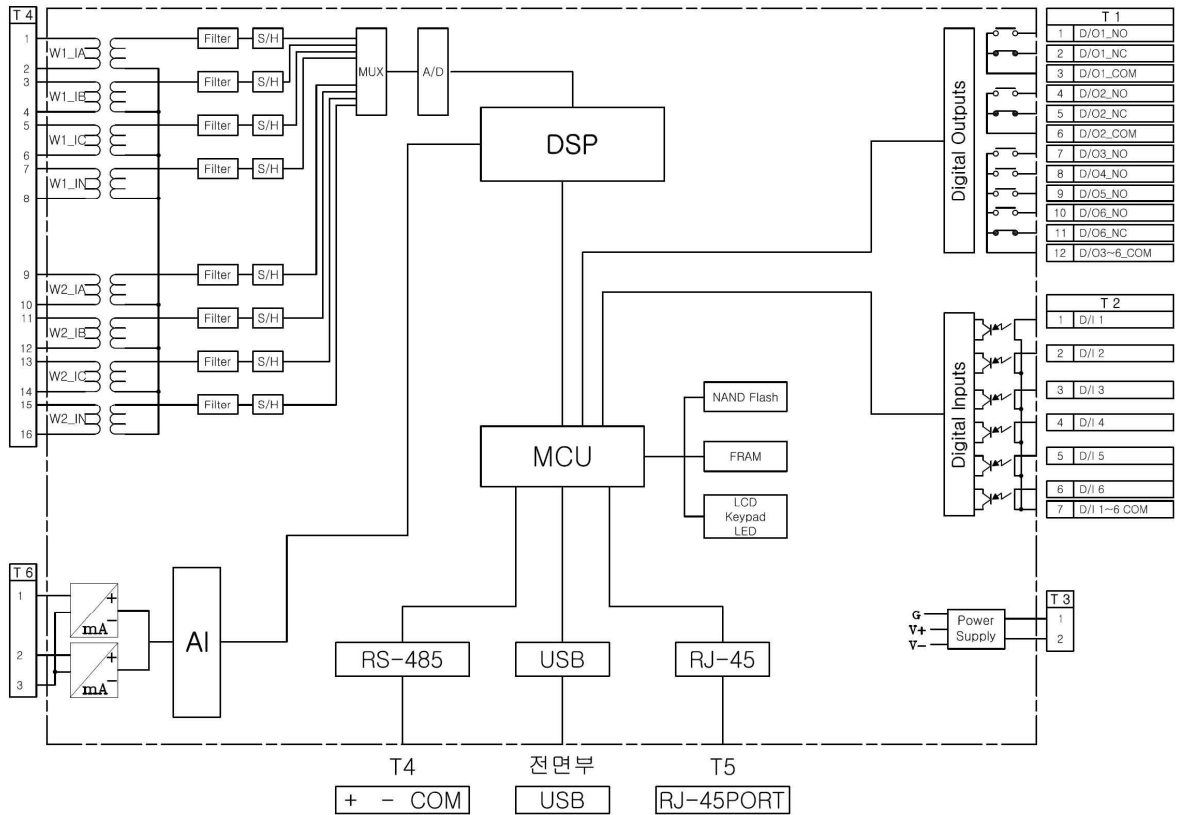 T 4
1
W1_IA
2
3
W1_IB
4
5
W1_IC
6
7
W1_IN
8
9
W2_IA
10
11
W2_IB
12
13
W2_IC
14
15
W2_IN
16
Filter S/H
Filter S/H
Filter S/H
Filter S/H
Filter S/H
Filter S/H
Filter S/H
Filter S/H
MUX
A/D
DSP
MCU
NAND Flash
FRAM
LCD
Keypad
LED
Digital Outputs
T 1
1 D/O1_NO
2 D/O1_NC
3 D/O1_COM
4 D/O2_NO
5 D/O2_NC
6 D/O2_COM
7 D/O3_NO
8 D/O4_NO
9 D/O5_NO
10 D/O6_NO
11 D/O6_NC
12 D/O3~6_COM
Digital Inputs
T 2
1 D/I 1
2 D/I 2
3 D/I 3
4 D/I 4
5 D/I 5
6 D/I 6
7 D/I 1~6 COM
T 6
1
2
3
+
−
mA
+
−
mA
AI
G
V+
V−
Power
Supply
T 3
1
2
RS-485
USB
RJ-45
T4
전면부
T5
+ − COM
USB
RJ-45PORT